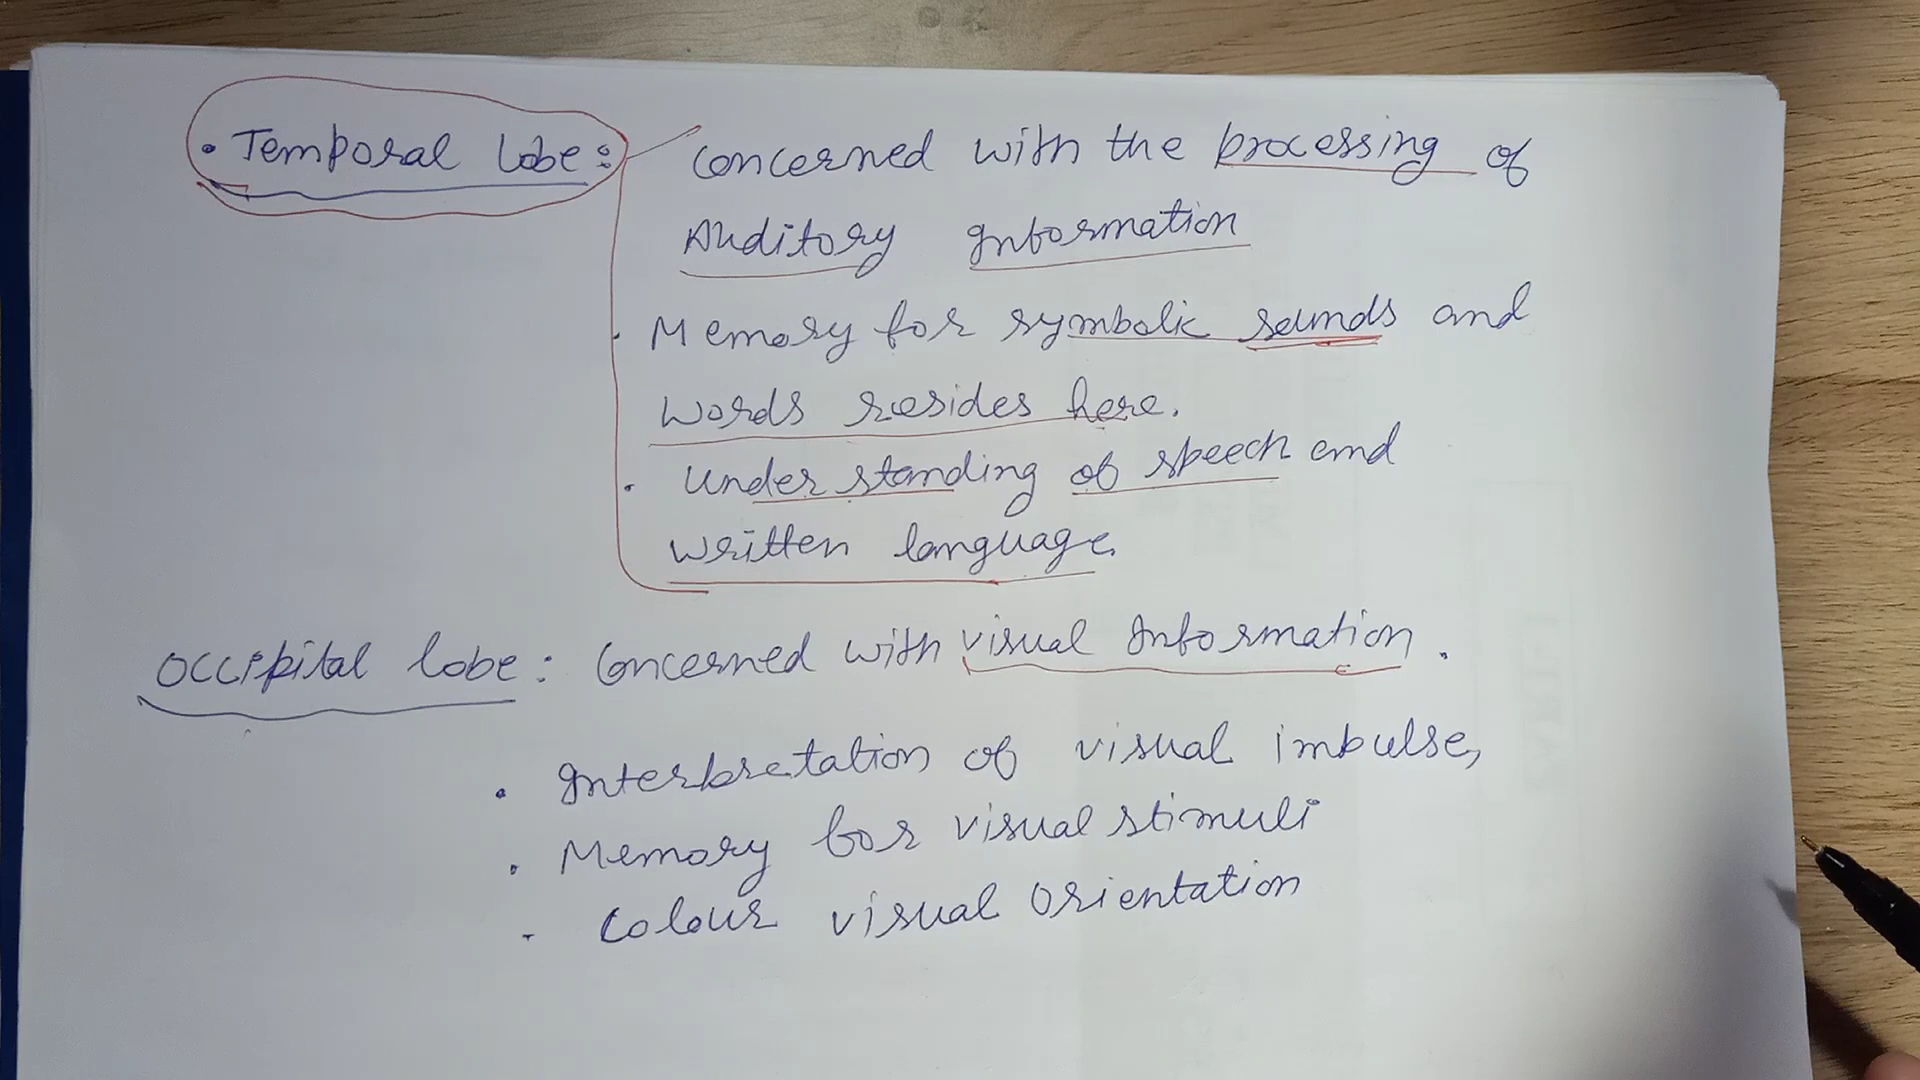 • Temporal lobe: Concerned with the processing of
Auditory Information
• Memory for symbolic sounds and
words resides here.
• Understanding of speech and
written language.
Occipital lobe: Concerned with visual Information.
• Interpretation of visual impulse,
• Memory for visual stimuli
• Colour visual Orientation